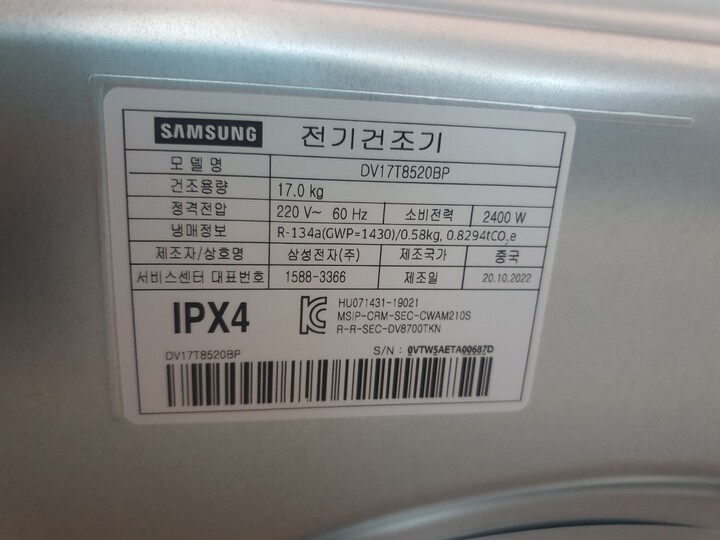 SAMSUNG 전기건조기
모델명 DV17T8520BP
건조용량 17.0 kg
정격전압 220 V~ 60 Hz 소비전력 2400 W
냉매정보 R-134a(GWP=1430)/0.58kg, 0.8294tCO₂e
제조자/상호명 삼성전자(주) 제조국가 중국
서비스센터 대표번호 1588-3366 제조일 20.10.2022
IPX4
HU071431-19021
MSIP-CRM-SEC-CWAM210S
R-R-SEC-DV8700TKN
DV17T8520BP S/N : 0VTW5AETA00687D